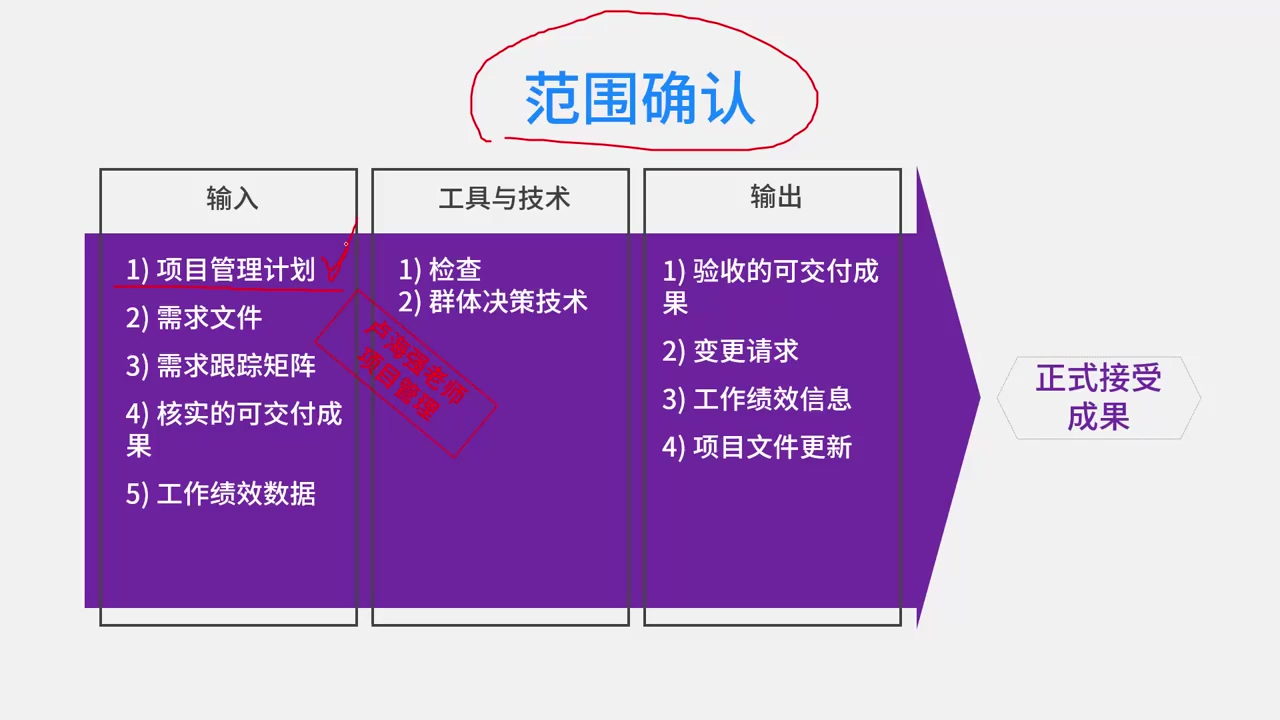 范围确认
输入
1) 项目管理计划
2) 需求文件
3) 需求跟踪矩阵
4) 核实的可交付成
果
5) 工作绩效数据
工具与技术
1) 检查
2) 群体决策技术
输出
1) 验收的可交付成
果
2) 变更请求
3) 工作绩效信息
4) 项目文件更新
正式接受
成果
卢海强老师
项目管理